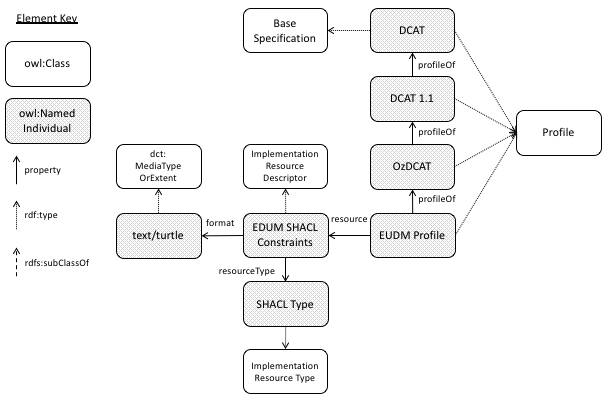 Element Key
owl:Class
owl:Named
Individual
property
rdf:type
rdfs:subClassOf
Base
Specification
DCAT
profileOf
DCAT 1.1
profileOf
Profile
dct:
MediaType
OrExtent
Implementation
Resource
Descriptor
OzDCAT
profileOf
text/turtle
format
EDUM SHACL
Constraints
resource
EUDM Profile
resourceType
SHACL Type
Implementation
Resource Type